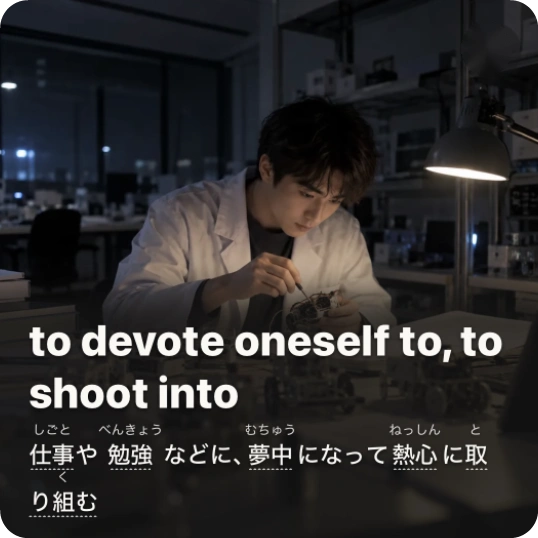 to devote oneself to, to
shoot into
しごと べんきょう むちゅう ねっしん と
仕事や 勉強 などに、夢中になって熱心に取
く
り組む